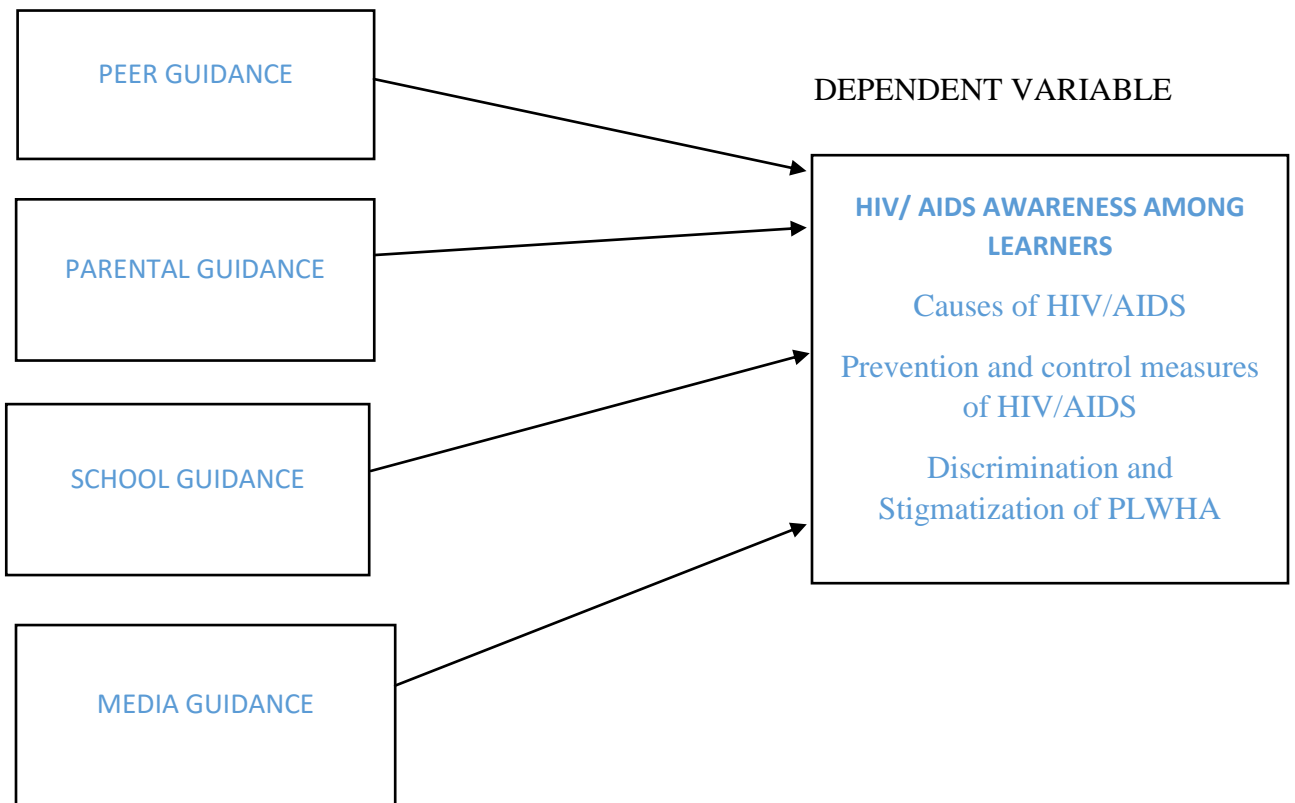 PEER GUIDANCE
DEPENDENT VARIABLE
HIV/ AIDS AWARENESS AMONG
LEARNERS
Causes of HIV/AIDS
Prevention and control measures
of HIV/AIDS
Discrimination and
Stigmatization of PLWHA
PARENTAL GUIDANCE
SCHOOL GUIDANCE
MEDIA GUIDANCE